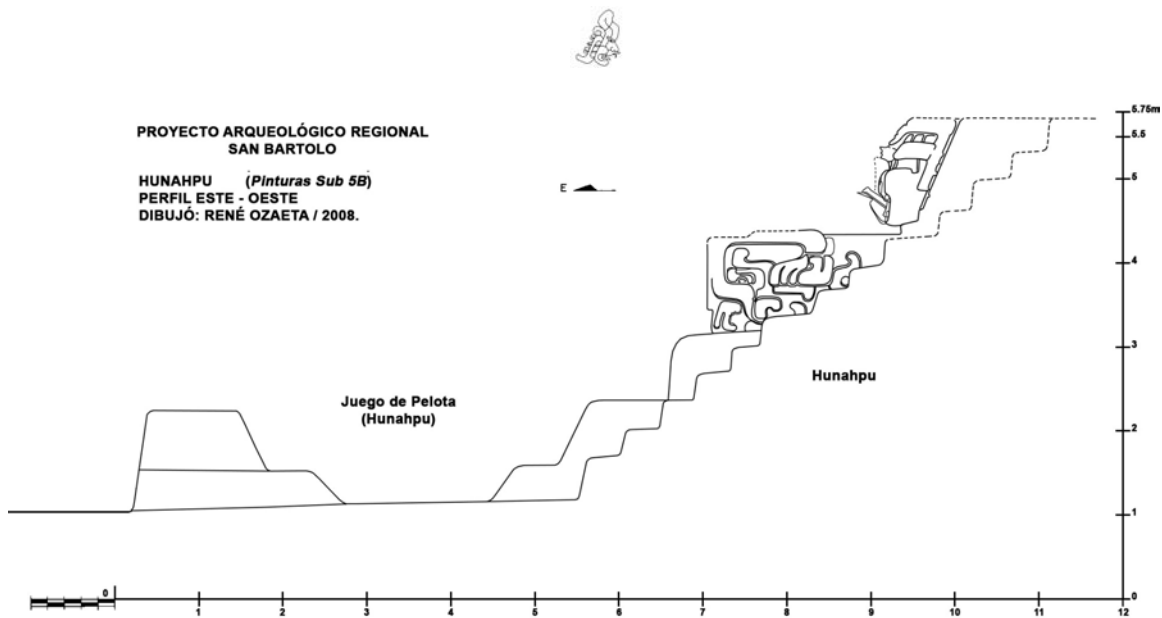 PROYECTO ARQUEOLÓGICO REGIONAL
SAN BARTOLO
HUNAHPU (Pinturas Sub 5B)
PERFIL ESTE - OESTE
DIBUJÓ: RENÉ OZAETA / 2008.
E
5.75m
5.5
5
4
3
2
1
0
Hunahpu
Juego de Pelota
(Hunahpu)
0 1 2 3 4 5 6 7 8 9 10 11 12